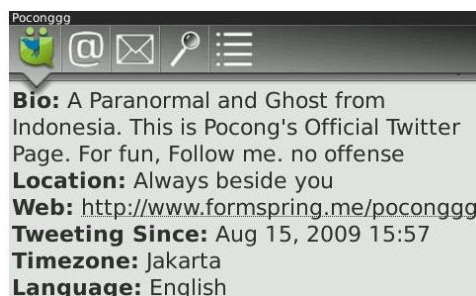 Poconggg
Bio: A Paranormal and Ghost from
Indonesia. This is Pocong's Official Twitter
Page. For fun, Follow me. no offense
Location: Always beside you
Web: http://www.formspring.me/poconggg
Tweeting Since: Aug 15, 2009 15:57
Timezone: Jakarta
Language: English